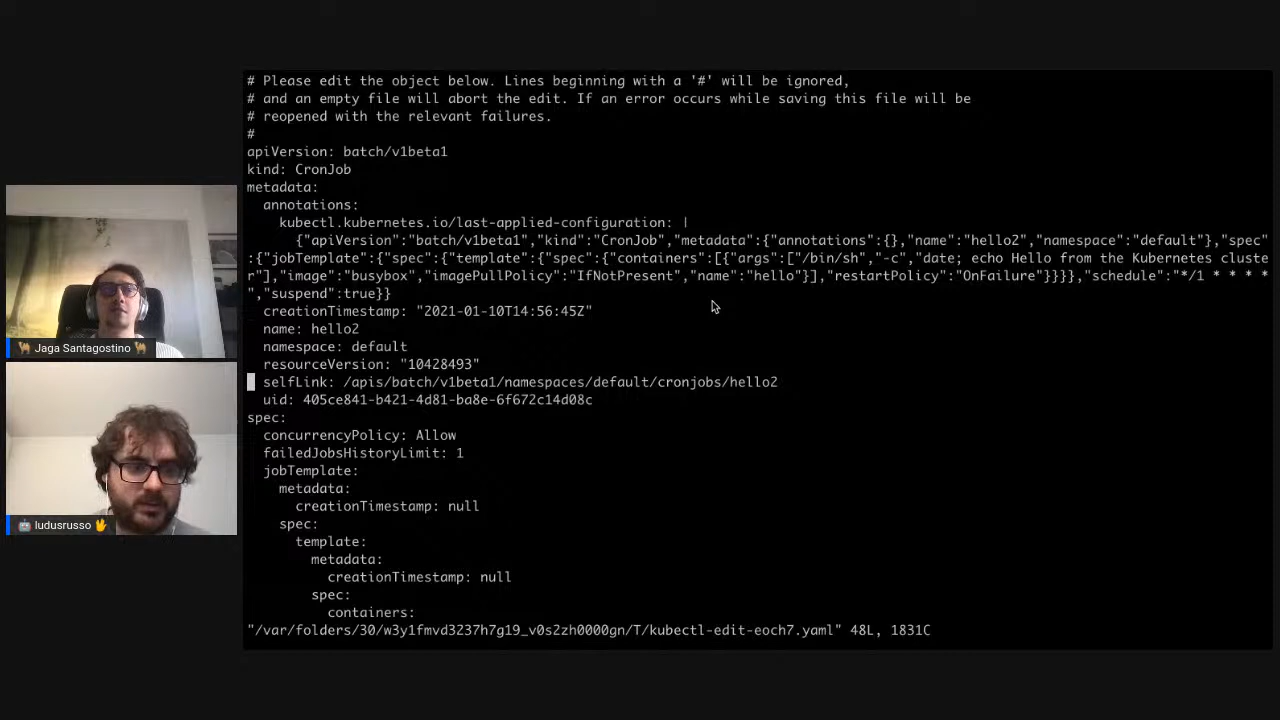 # Please edit the object below. Lines beginning with a '#' will be ignored,
# and an empty file will abort the edit. If an error occurs while saving this file will be
# reopened with the relevant failures.
#
apiVersion: batch/v1beta1
kind: CronJob
metadata:
  annotations:
    kubectl.kubernetes.io/last-applied-configuration: |
      {"apiVersion":"batch/v1beta1","kind":"CronJob","metadata":{"annotations":{},"name":"hello2","namespace":"default"},"spec"
:{"jobTemplate":{"spec":{"template":{"spec":{"containers":[{"args":["/bin/sh","-c","date; echo Hello from the Kubernetes cluste
r"],"image":"busybox","imagePullPolicy":"IfNotPresent","name":"hello"}],"restartPolicy":"OnFailure"}}}},"schedule":"*/1 * * * *
","suspend":true}}
  creationTimestamp: "2021-01-10T14:56:45Z"
  name: hello2
  namespace: default
  resourceVersion: "10428493"
  selfLink: /apis/batch/v1beta1/namespaces/default/cronjobs/hello2
  uid: 405ce841-b421-4d81-ba8e-6f672c14d08c
spec:
  concurrencyPolicy: Allow
  failedJobsHistoryLimit: 1
  jobTemplate:
    metadata:
      creationTimestamp: null
    spec:
      template:
        metadata:
          creationTimestamp: null
        spec:
          containers:
"/var/folders/30/w3y1fmvd3237h7g19_v0s2zh0000gn/T/kubectl-edit-eoch7.yaml" 48L, 1831C
🐫 Jaga Santagostino 🐫
🤖 ludusrusso 🖖